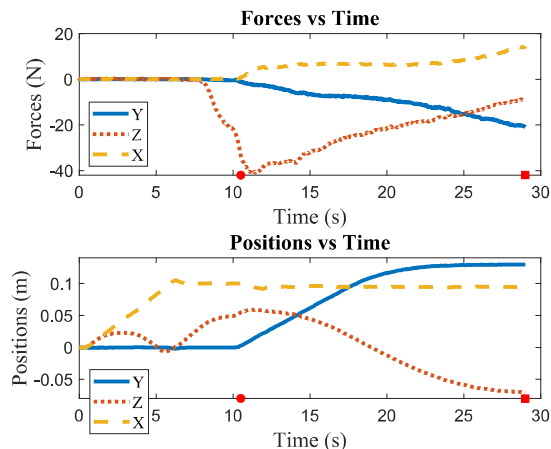 Forces vs Time
Forces (N)
20
0
-20
-40
Y
Z
X
0 5 10 15 20 25 30
Time (s)
Positions vs Time
Positions (m)
0.1
0.05
0
-0.05
Y
Z
X
0 5 10 15 20 25 30
Time (s)